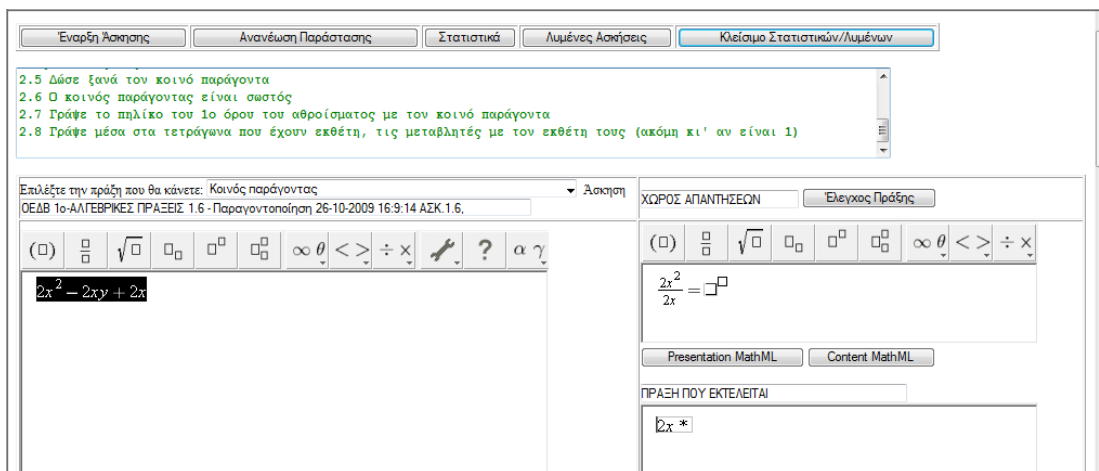 Έναρξη Άσκησης Ανανέωση Παράστασης Στατιστικά Λυμένες Ασκήσεις Κλείσιμο Στατιστικών/Λυμένων
2.5 Δώσε ξανά τον κοινό παράγοντα
2.6 Ο κοινός παράγοντας είναι σωστός
2.7 Γράψε το πηλίκο του 1ο όρου του αθροίσματος με τον κοινό παράγοντα
2.8 Γράψε μέσα στα τετράγωνα που έχουν εκθέτη, τις μεταβλητές με τον εκθέτη τους (ακόμη κι' αν είναι 1)
Επιλέξτε την πράξη που θα κάνετε: Κοινός παράγοντας Άσκηση
ΟΕΔΒ 1ο-ΑΛΓΕΒΡΙΚΕΣ ΠΡΑΞΕΙΣ 1.6 - Παραγοντοποίηση 26-10-2009 16:9:14 ΑΣΚ.1.6,
ΧΩΡΟΣ ΑΠΑΝΤΗΣΕΩΝ Έλεγχος Πράξης
(□) □/□ √□ □□ □^□ □□□ ∞ θ < > ÷ × ? α γ
(□) □/□ √□ □□ □^□ □□□ ∞ θ < > ÷ ×
2x² − 2xy + 2x
2x²/2x = □^□
Presentation MathML Content MathML
ΠΡΑΞΗ ΠΟΥ ΕΚΤΕΛΕΙΤΑΙ
2x *